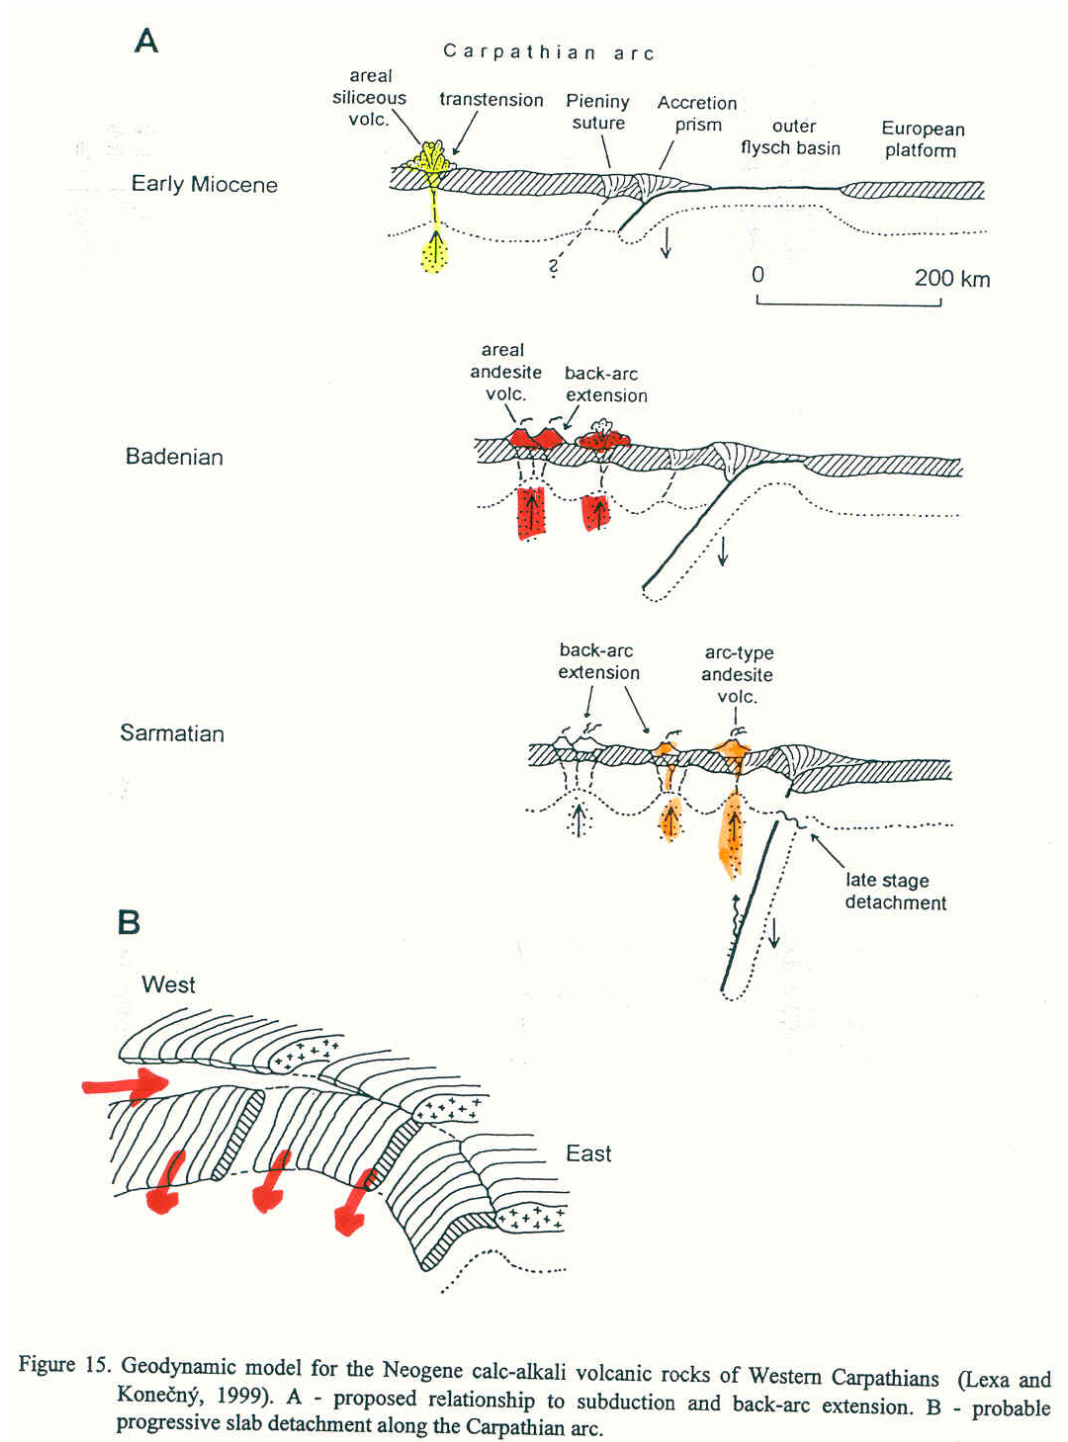 A
Carpathian arc
areal
siliceous
volc.
transtension
Pieniny
suture
Accretion
prism
outer
flysch basin
European
platform
Early Miocene
?
0
200 km
areal
andesite
volc.
back-arc
extension
Badenian
back-arc
extension
arc-type
andesite
volc.
Sarmatian
late stage
detachment
B
West
East
Figure 15. Geodynamic model for the Neogene calc-alkali volcanic rocks of Western Carpathians (Lexa and
Konečný, 1999). A - proposed relationship to subduction and back-arc extension. B - probable
progressive slab detachment along the Carpathian arc.